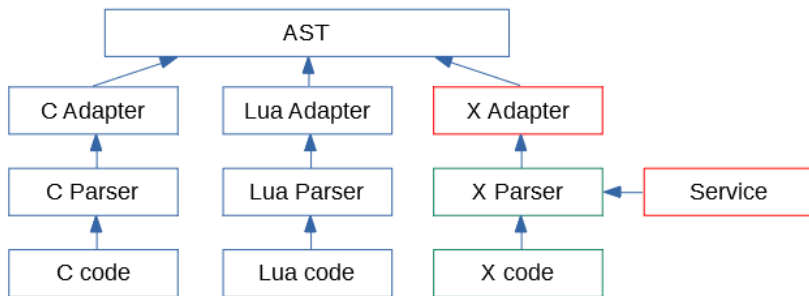 AST
C Adapter
Lua Adapter
X Adapter
C Parser
Lua Parser
X Parser
Service
C code
Lua code
X code